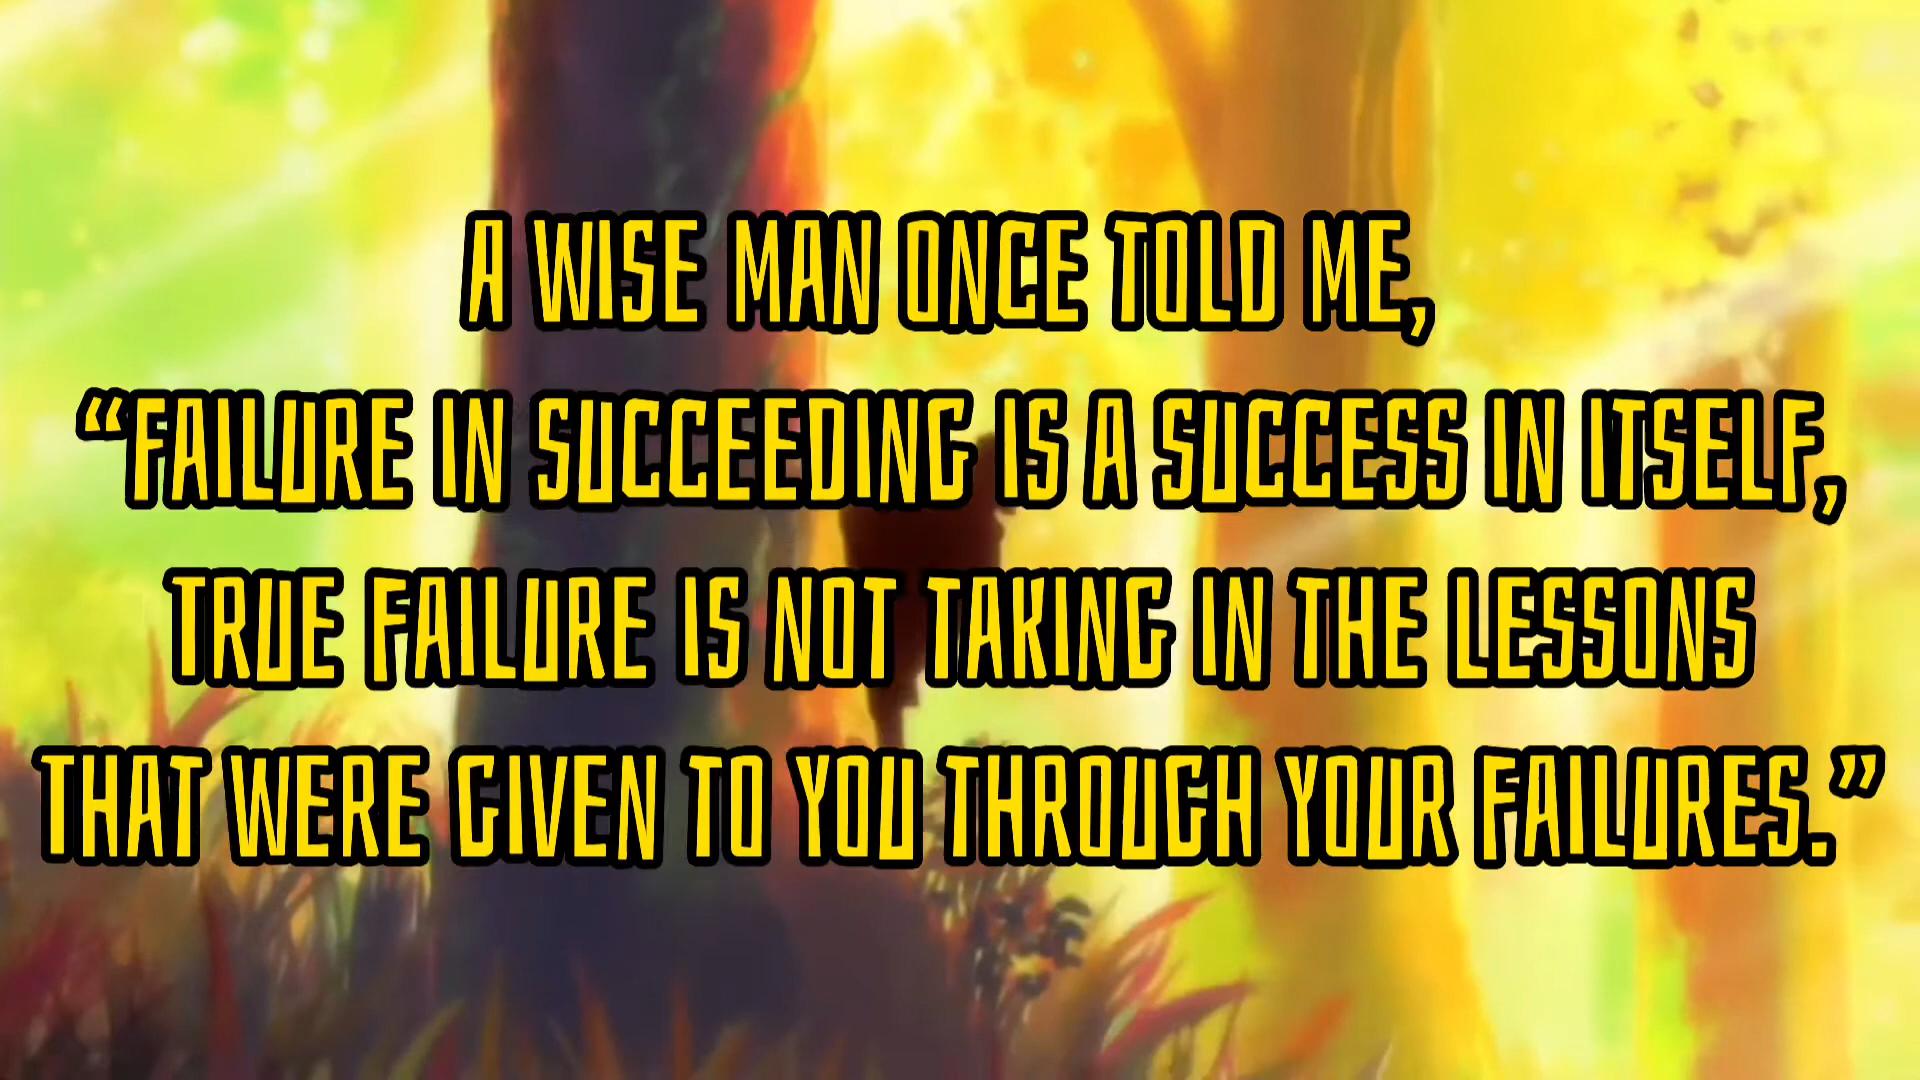 A WISE MAN ONCE TOLD ME,
“FAILURE IN SUCCEEDING IS A SUCCESS IN ITSELF,
TRUE FAILURE IS NOT TAKING IN THE LESSONS
THAT WERE GIVEN TO YOU THROUGH YOUR FAILURES.”